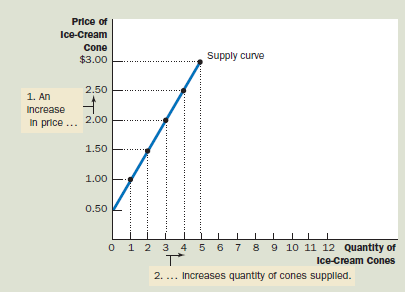 Price of
Ice-Cream
Cone
$3.00
Supply curve
2.50
1. An
increase
in price ...
2.00
1.50
1.00
0.50
0 1 2 3 4 5 6 7 8 9 10 11 12 Quantity of
Ice-Cream Cones
2. ... increases quantity of cones supplied.